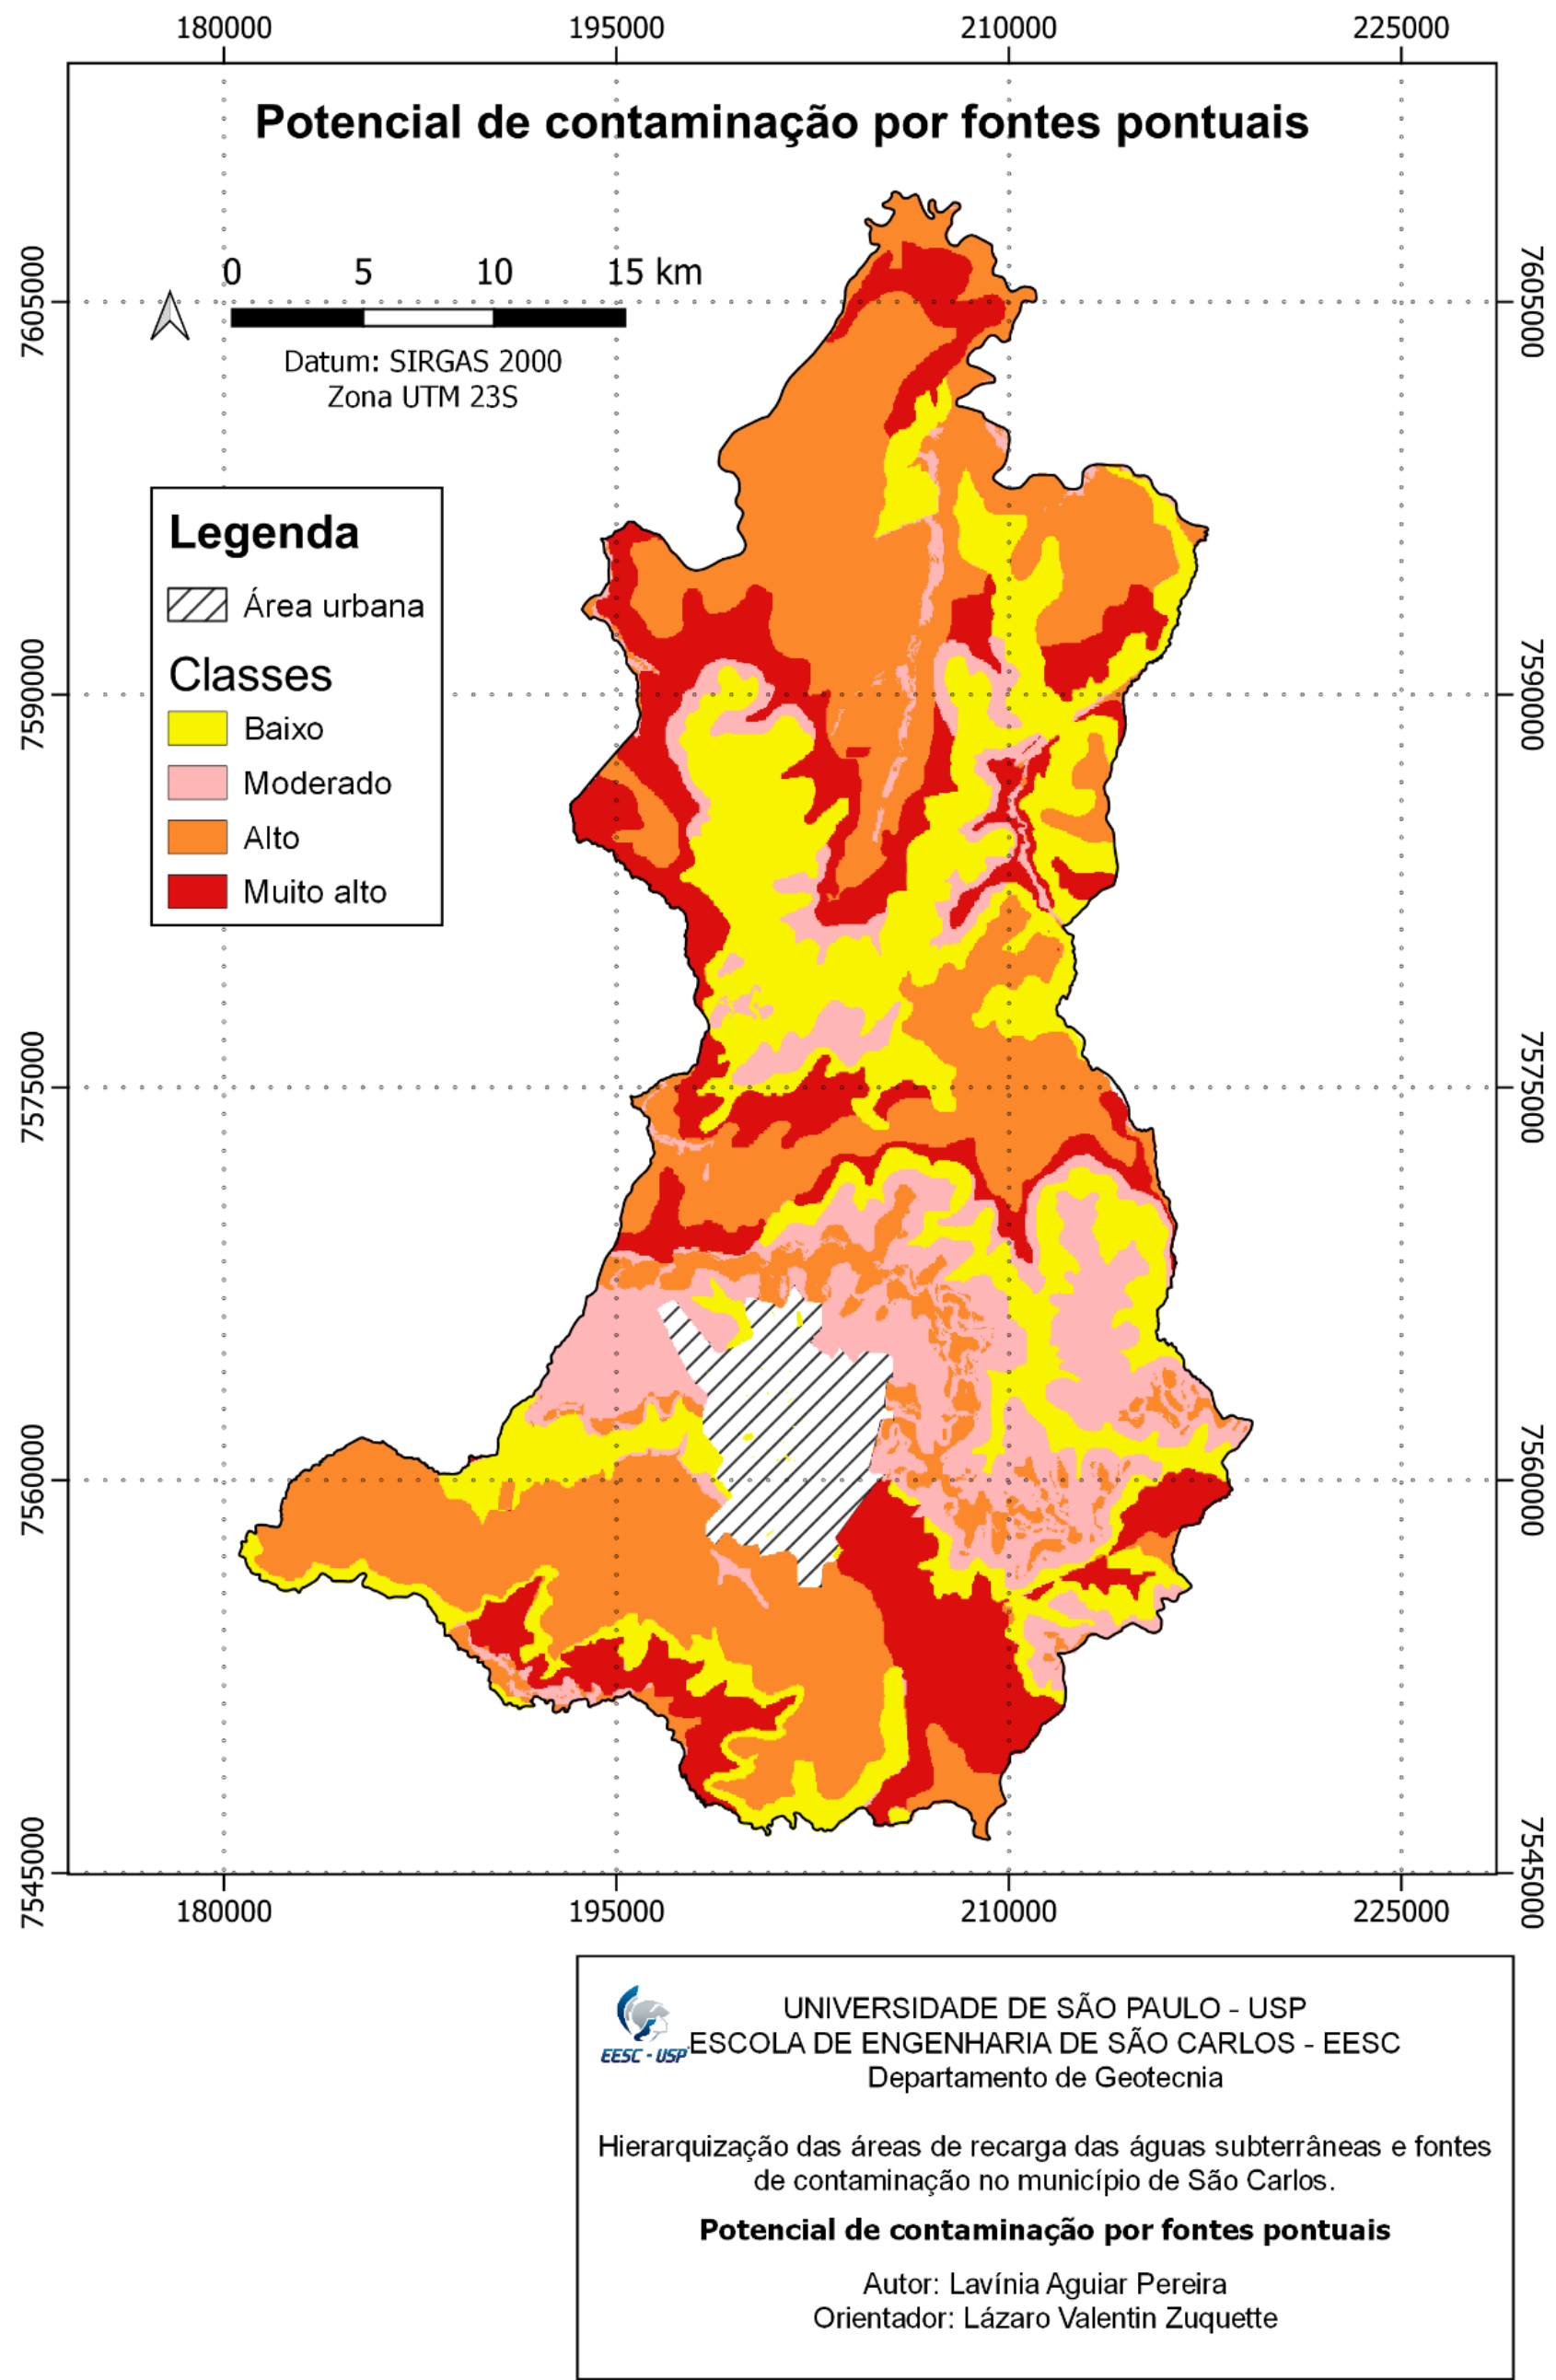 180000 195000 210000 225000
Potencial de contaminação por fontes pontuais
0 5 10 15 km
Datum: SIRGAS 2000
Zona UTM 23S
7605000 7605000
Legenda
Área urbana
Classes
Baixo
Moderado
Alto
Muito alto
7590000 7590000
7575000 7575000
7560000 7560000
7545000 7545000
180000 195000 210000 225000
EESC - USP
UNIVERSIDADE DE SÃO PAULO - USP
ESCOLA DE ENGENHARIA DE SÃO CARLOS - EESC
Departamento de Geotecnia
Hierarquização das áreas de recarga das águas subterrâneas e fontes
de contaminação no município de São Carlos.
Potencial de contaminação por fontes pontuais
Autor: Lavínia Aguiar Pereira
Orientador: Lázaro Valentin Zuquette